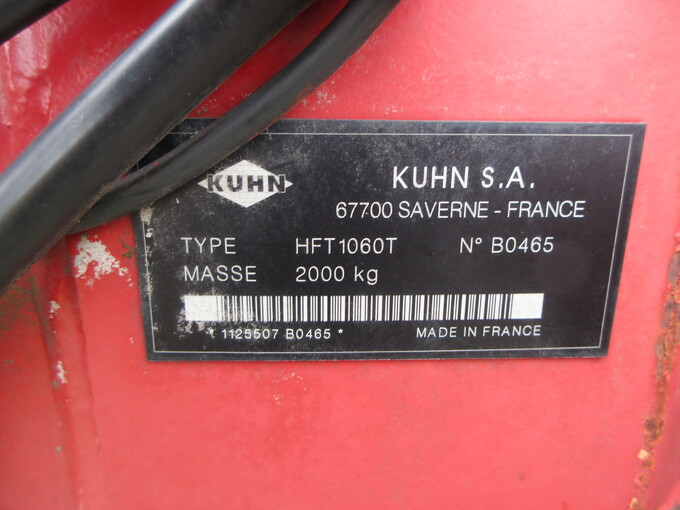 KUHN
KUHN S.A.
67700 SAVERNE - FRANCE
TYPE HFT1060T N° B0465
MASSE 2000 kg
* 1125507 B0465 * MADE IN FRANCE